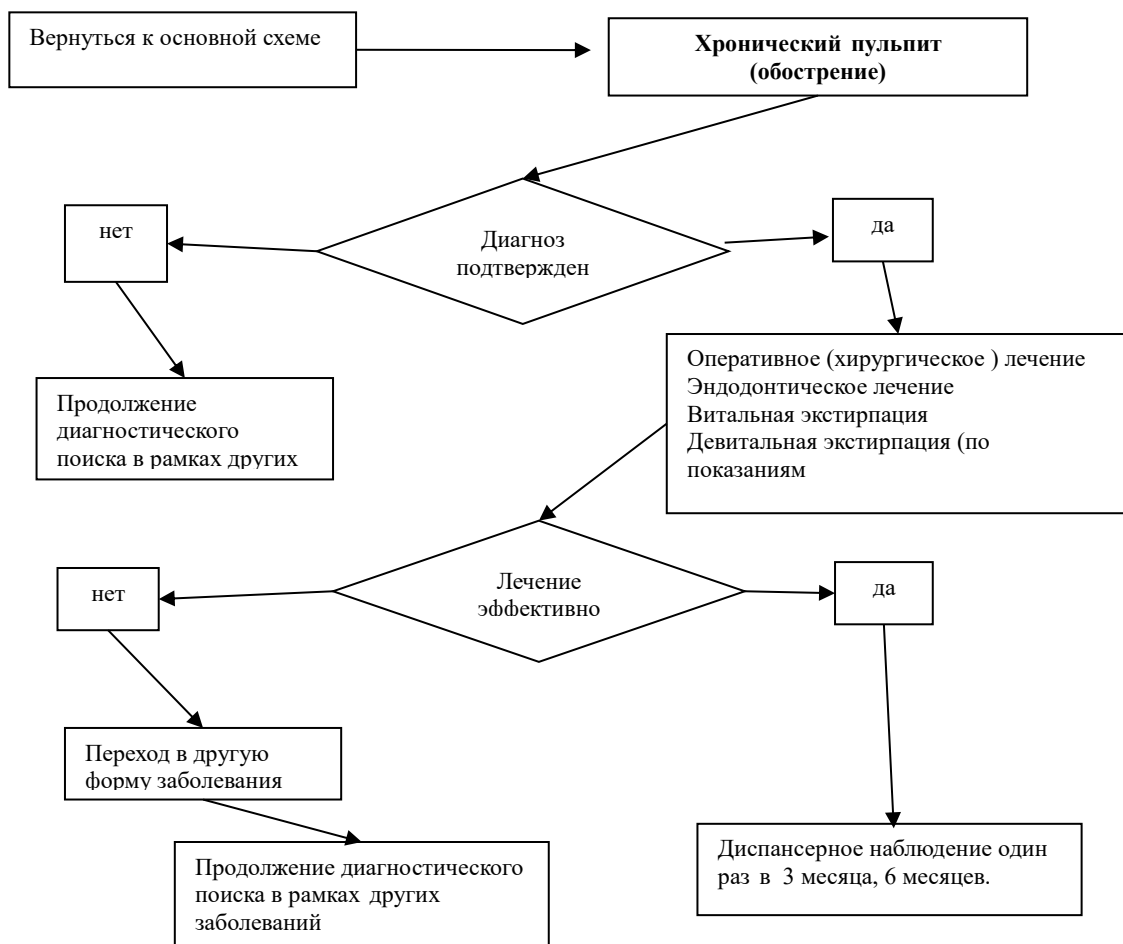 Вернуться к основной схеме
Хронический пульпит
(обострение)
нет
Диагноз
подтвержден
да
Продолжение
диагностического
поиска в рамках других
Оперативное (хирургическое ) лечение
Эндодонтическое лечение
Витальная экстирпация
Девитальная экстирпация (по
показаниям
нет
Лечение
эффективно
да
Переход в другую
форму заболевания
Продолжение диагностического
поиска в рамках других
заболеваний
Диспансерное наблюдение один
раз в 3 месяца, 6 месяцев.